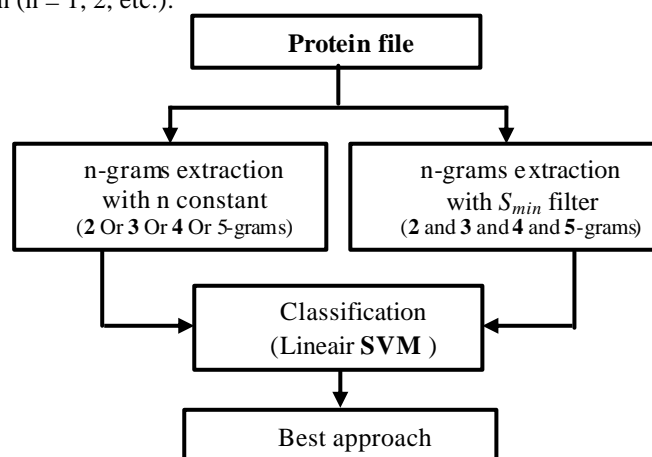 (n = 1, 2, etc.).
Protein file
n-grams extraction
with n constant
(2 Or 3 Or 4 Or 5-grams)
n-grams extraction
with Smin filter
(2 and 3 and 4 and 5-grams)
Classification
(Lineair SVM )
Best approach